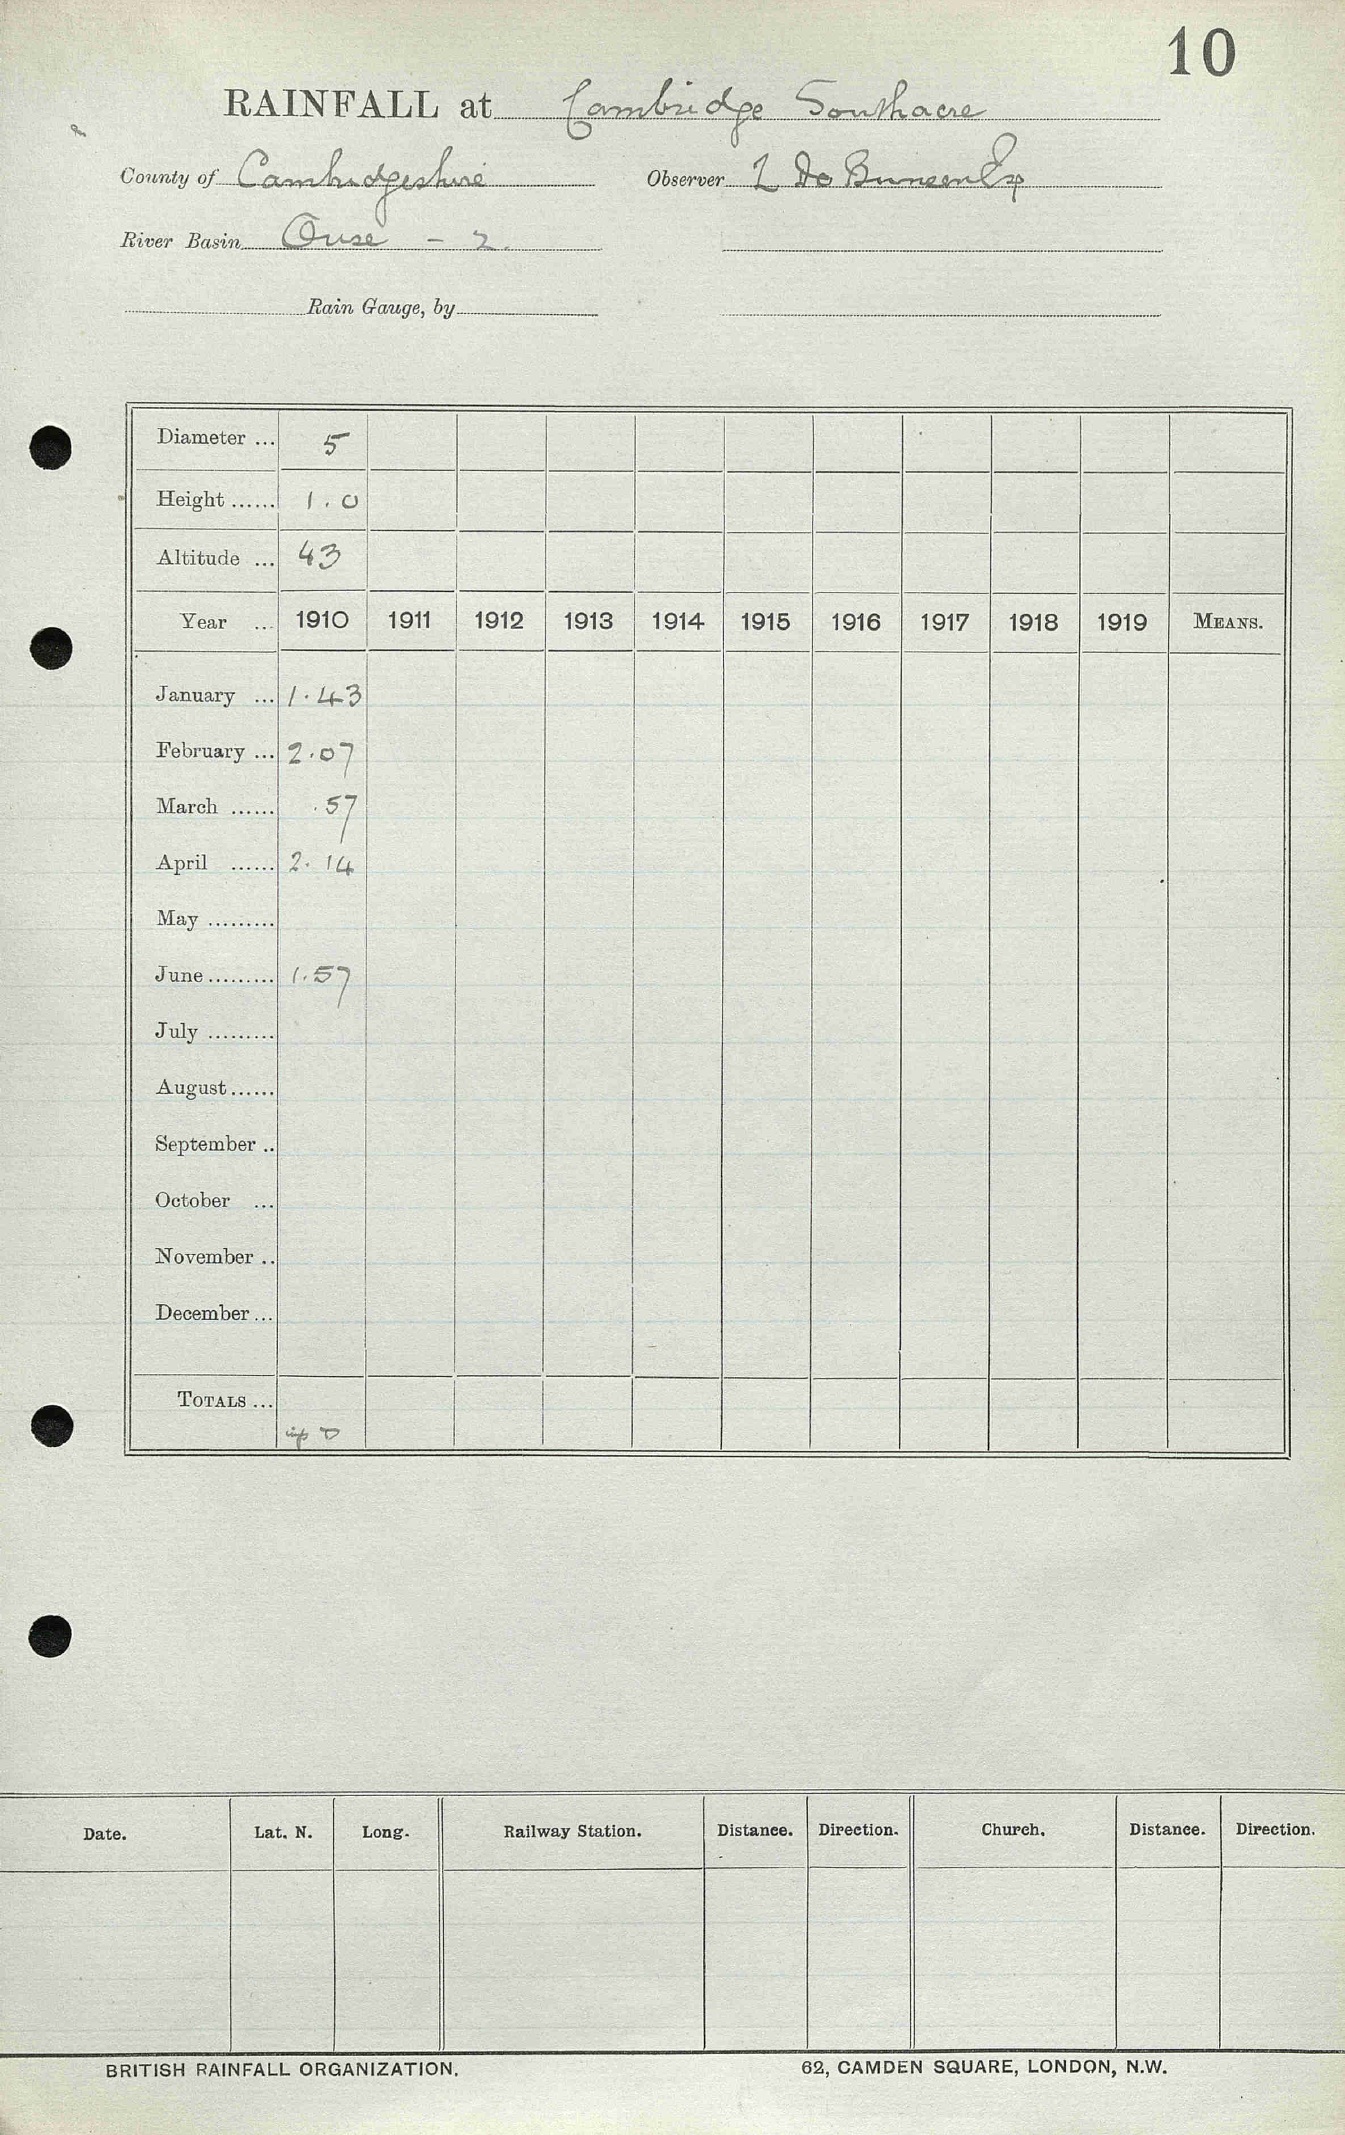 10
RAINFALL at Cambridge Southacre
County of Cambridgeshire Observer L De Bunsen Esq
River Basin Ouse - 2.
Rain Gauge, by
Diameter ... 5
Height ...... 1.0
Altitude ... 43
Year ... 1910 1911 1912 1913 1914 1915 1916 1917 1918 1919 MEANS.
January ... 1.43
February ... 2.07
March ...... .57
April ...... 2.14
May .........
June ......... 1.57
July .........
August ......
September ..
October ...
November ..
December ...
TOTALS ...
Date. Lat. N. Long. Railway Station. Distance. Direction. Church. Distance. Direction.
BRITISH RAINFALL ORGANIZATION. 62, CAMDEN SQUARE, LONDON, N.W.